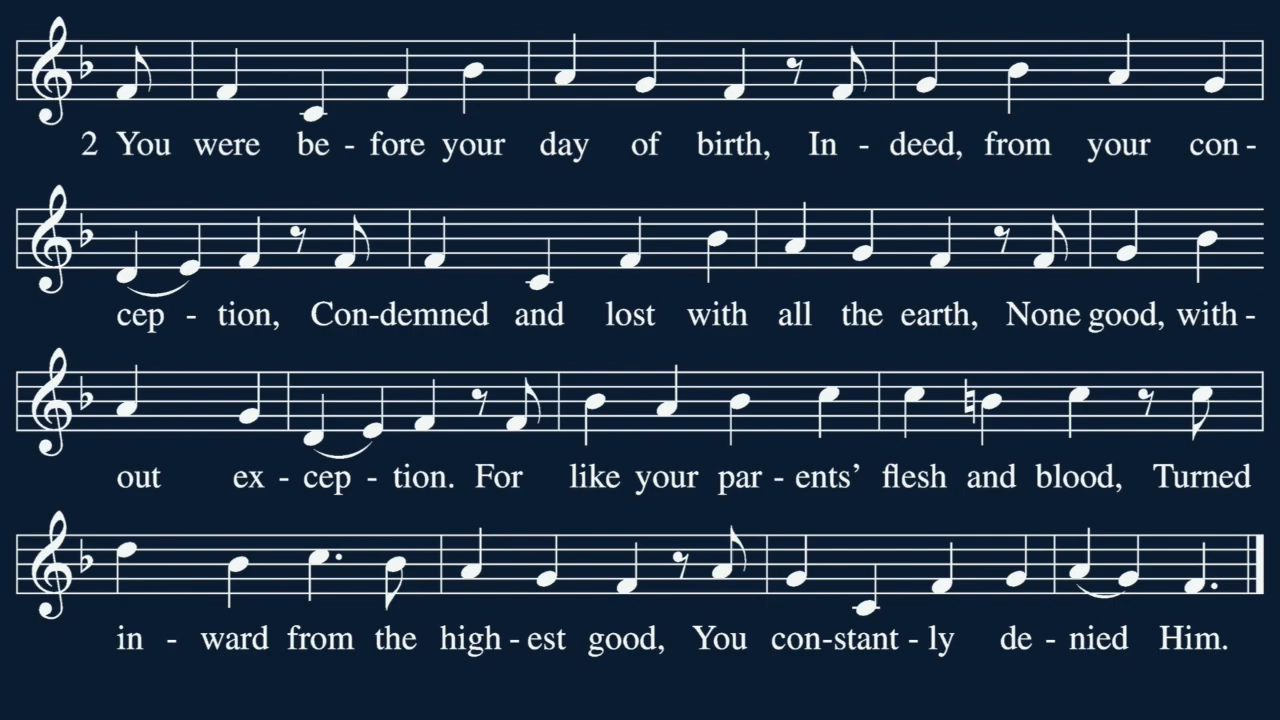 2 You were be - fore your day of birth, In - deed, from your con -
cep - tion, Con-demned and lost with all the earth, None good, with -
out ex - cep - tion. For like your par - ents’ flesh and blood, Turned
in - ward from the high - est good, You con-stant - ly de - nied Him.